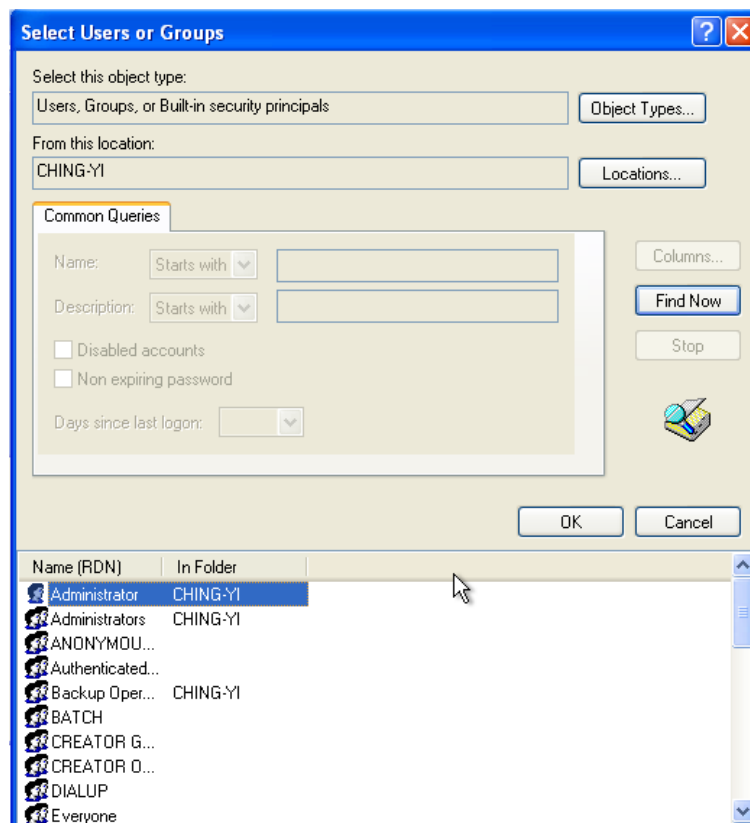 Select Users or Groups
Select this object type:
Users, Groups, or Built-in security principals
Object Types...
From this location:
CHING-YI
Locations...
Common Queries
Name: Starts with
Columns...
Description: Starts with
Find Now
Disabled accounts
Stop
Non expiring password
Days since last logon:
OK Cancel
Name (RDN) In Folder
Administrator CHING-YI
Administrators CHING-YI
ANONYMOU...
Authenticated...
Backup Oper... CHING-YI
BATCH
CREATOR G...
CREATOR O...
DIALUP
Everyone